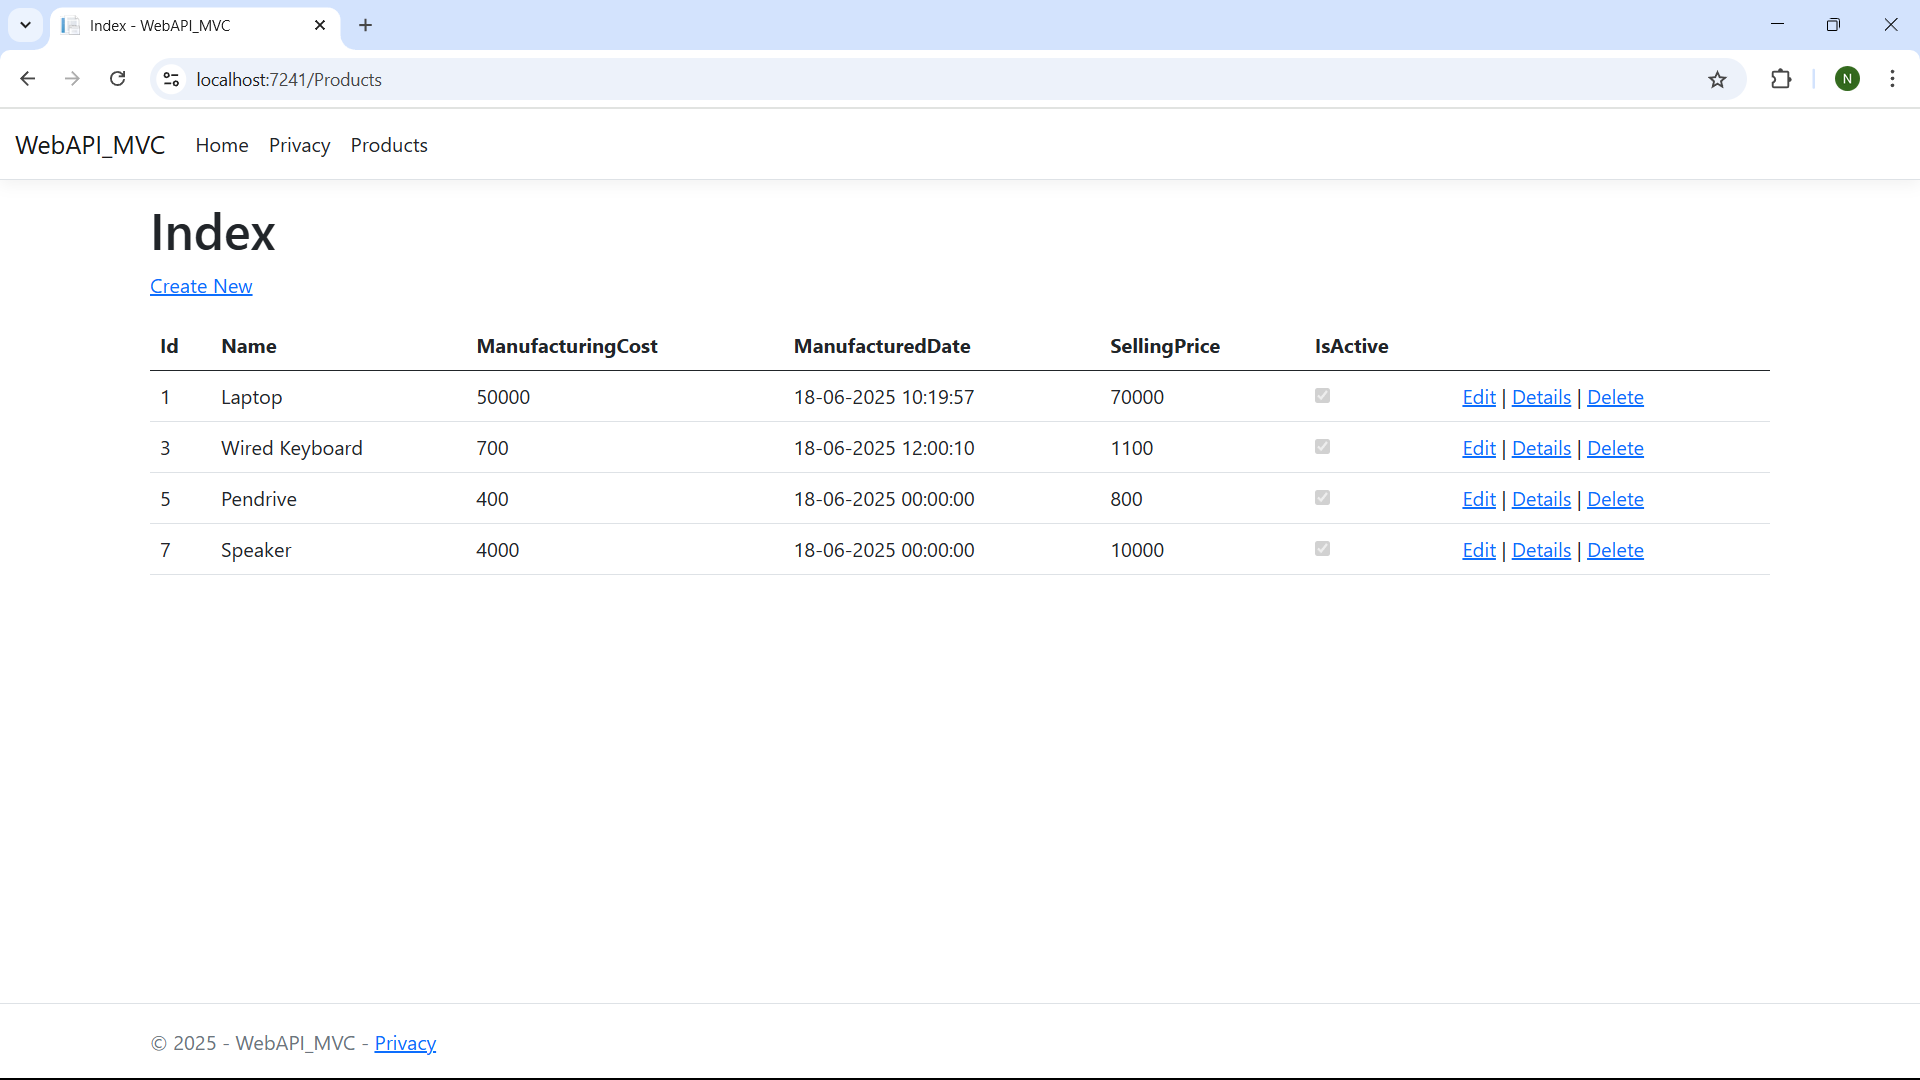 Index - WebAPI_MVC
localhost:7241/Products
N
WebAPI_MVC Home Privacy Products
Index
Create New
Id Name ManufacturingCost ManufacturedDate SellingPrice IsActive
1 Laptop 50000 18-06-2025 10:19:57 70000 Edit | Details | Delete
3 Wired Keyboard 700 18-06-2025 12:00:10 1100 Edit | Details | Delete
5 Pendrive 400 18-06-2025 00:00:00 800 Edit | Details | Delete
7 Speaker 4000 18-06-2025 00:00:00 10000 Edit | Details | Delete
© 2025 - WebAPI_MVC - Privacy